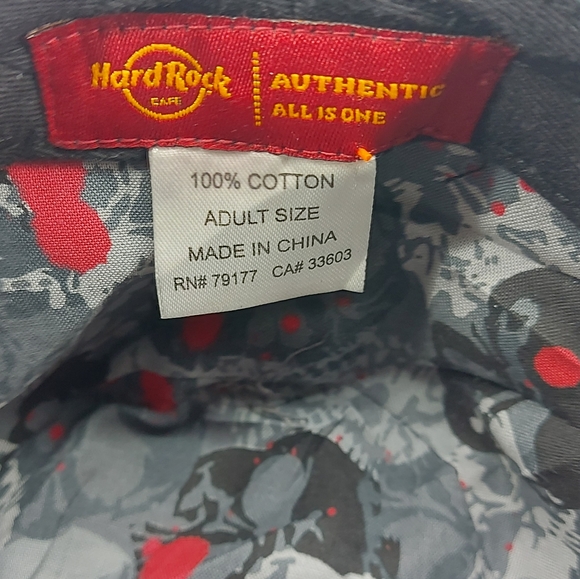 Hard Rock
CAFE
AUTHENTIC
ALL IS ONE
100% COTTON
ADULT SIZE
MADE IN CHINA
RN# 79177 CA# 33603